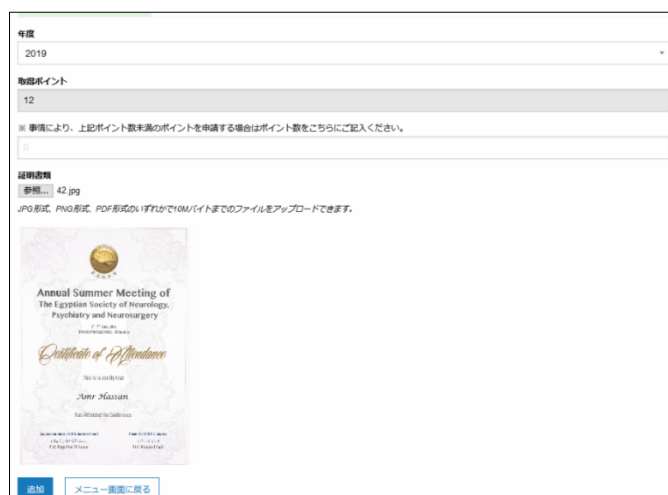 年度
2019
取得ポイント
12
※ 事情により、上記ポイント数未満のポイントを申請する場合はポイント数をこちらにご記入ください。
0
証明書類
参照... 42.jpg
JPG形式、PNG形式、PDF形式のいずれかで10Mバイトまでのファイルをアップロードできます。
Annual Summer Meeting of
The Egyptian Society of Neurology,
Psychiatry and Neurosurgery
Certificate of Attendance
This is to certify that
Amr Hassan
Has Attended the Conference
追加 メニュー画面に戻る